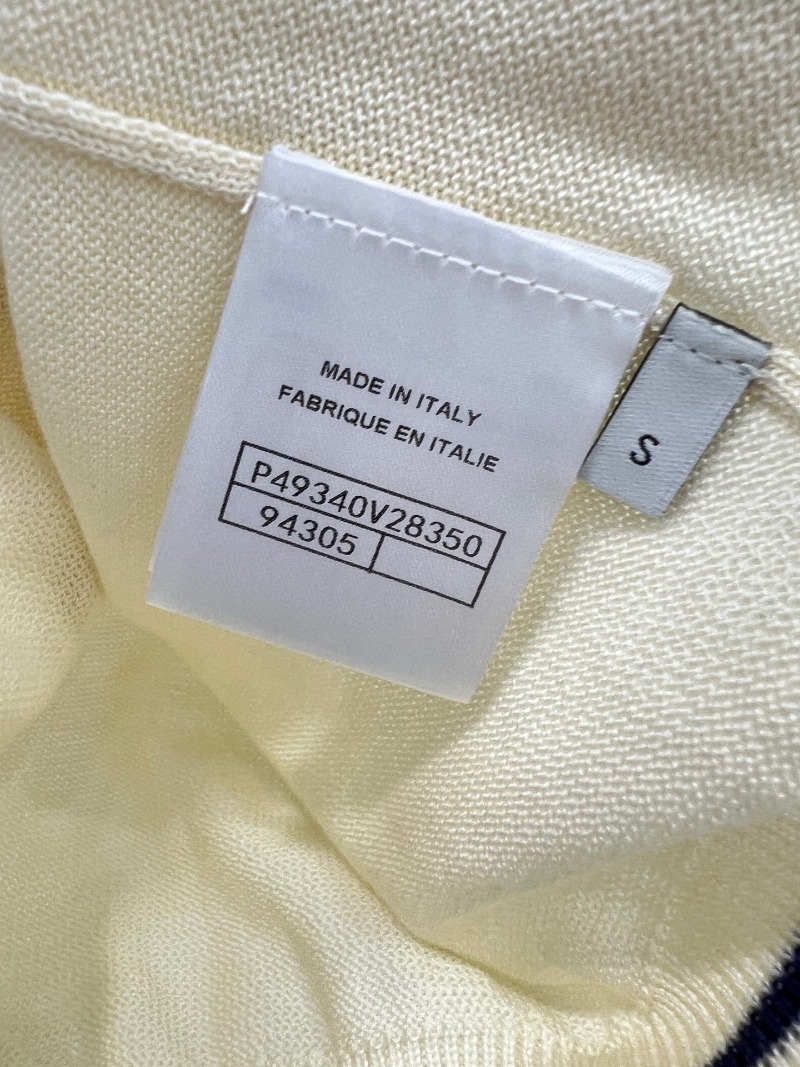 MADE IN ITALY
FABRIQUE EN ITALIE
P49340V28350
94305
S